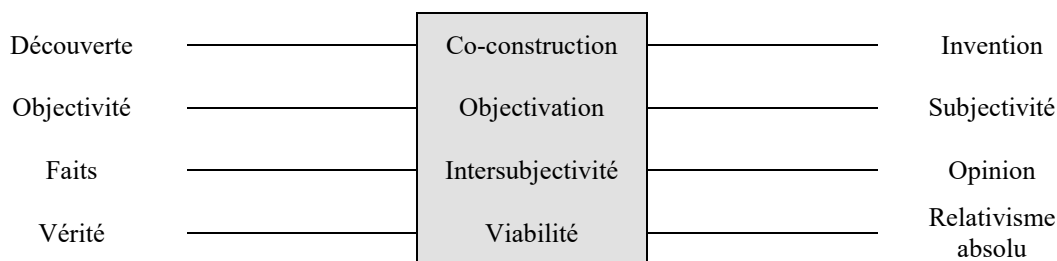 Découverte Co-construction Invention
Objectivité Objectivation Subjectivité
Faits Intersubjectivité Opinion
Vérité Viabilité Relativisme
absolu